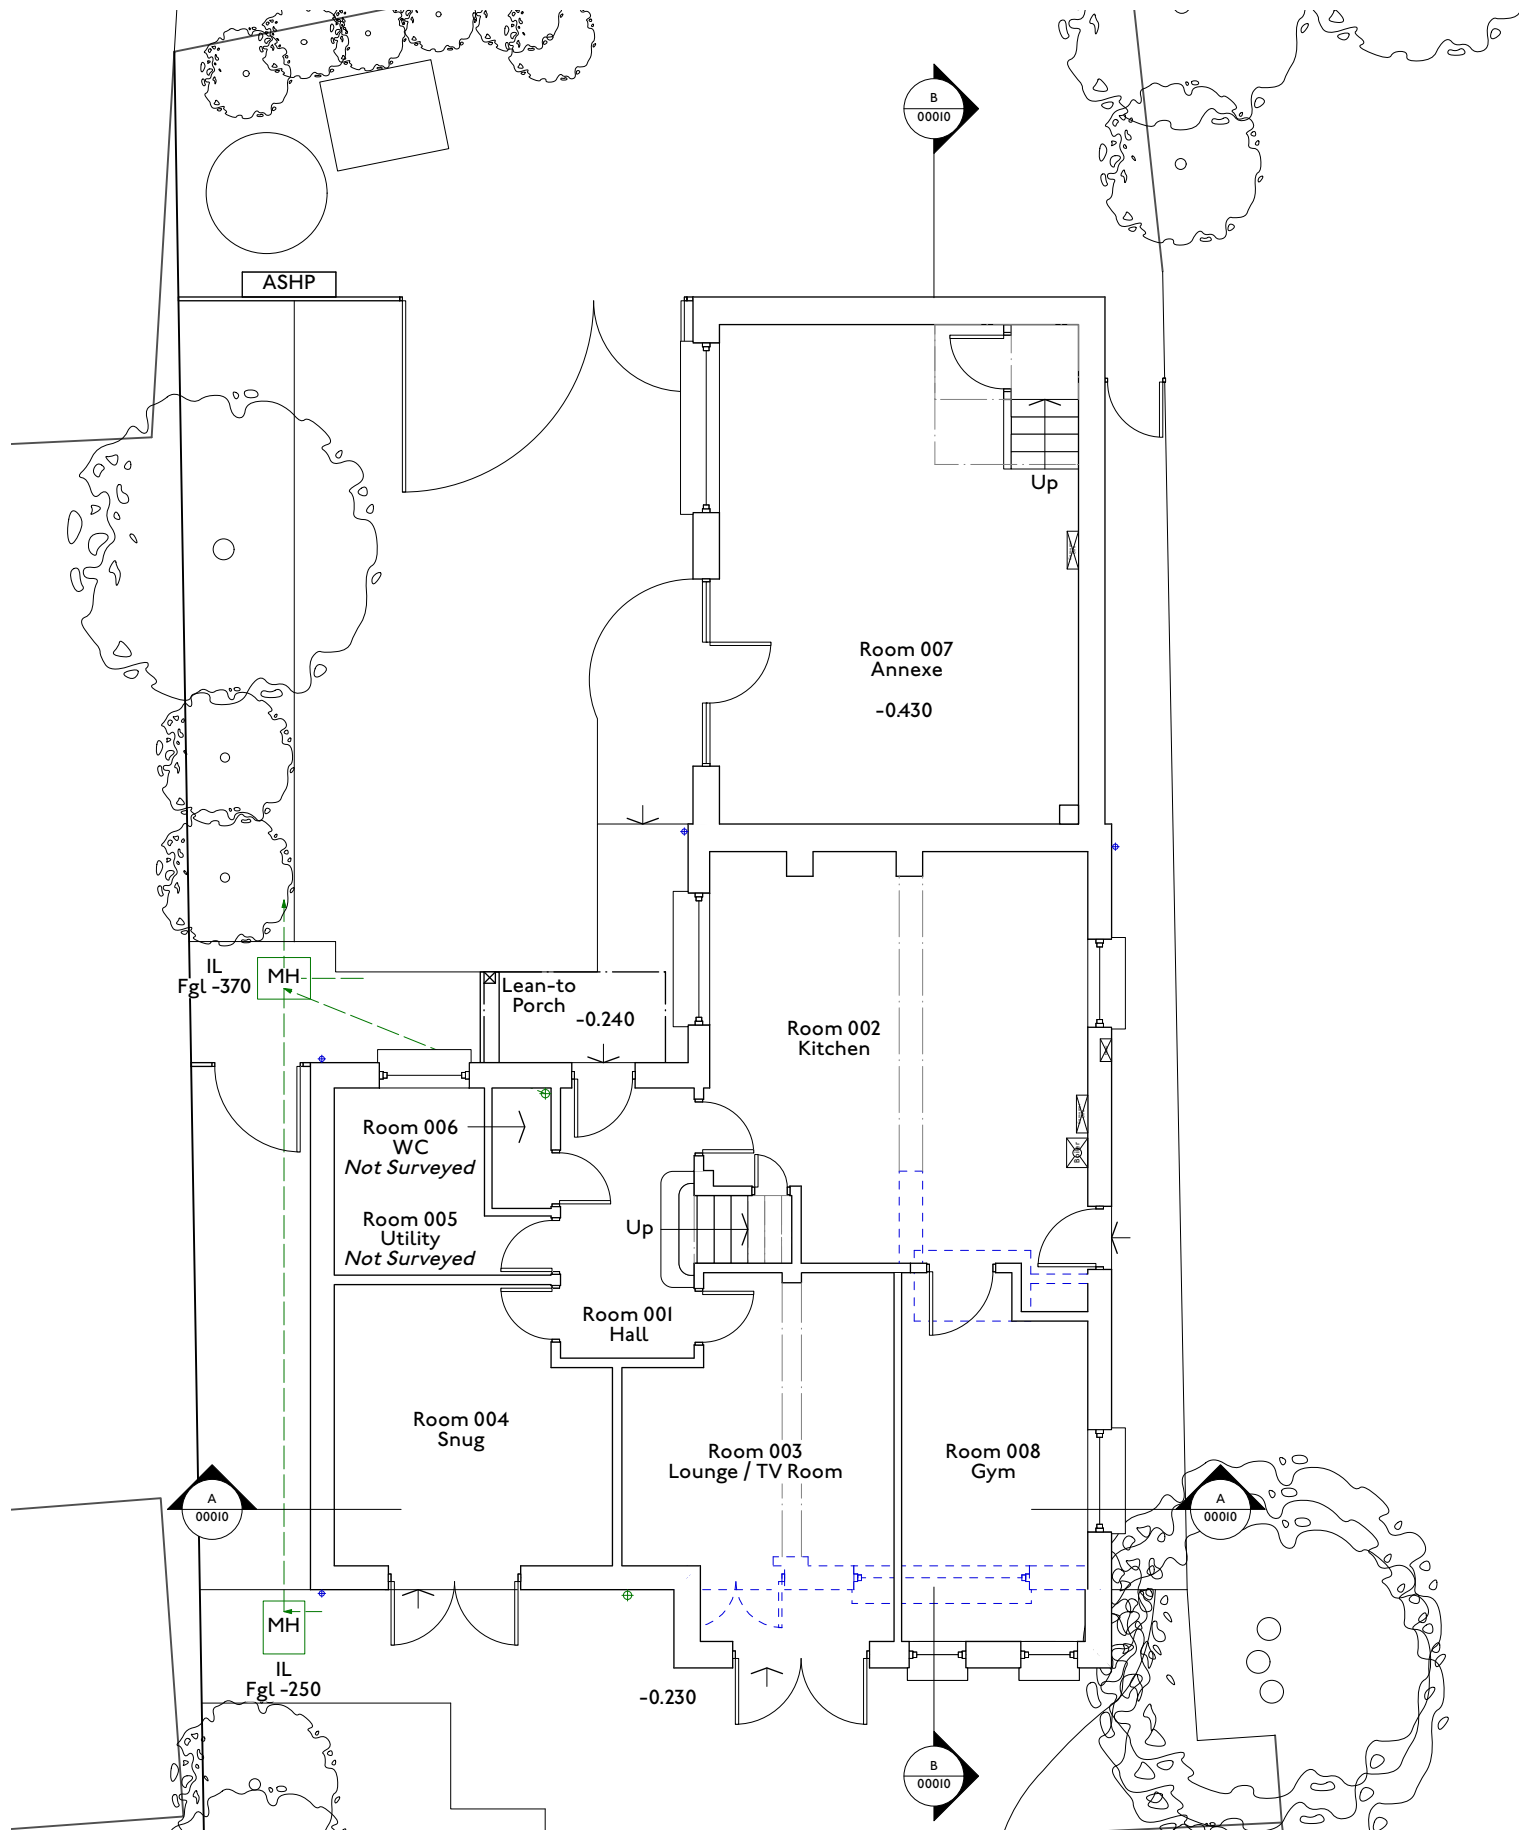 B
00010
ASHP
Up
Room 007
Annexe
-0.430
IL
Fgl -370
MH
Lean-to
Porch
-0.240
Room 002
Kitchen
Room 006
WC
Not Surveyed
Room 005
Utility
Not Surveyed
Up
Room 001
Hall
Room 004
Snug
Room 003
Lounge / TV Room
Room 008
Gym
A
00010
A
00010
MH
IL
Fgl -250
-0.230
B
00010